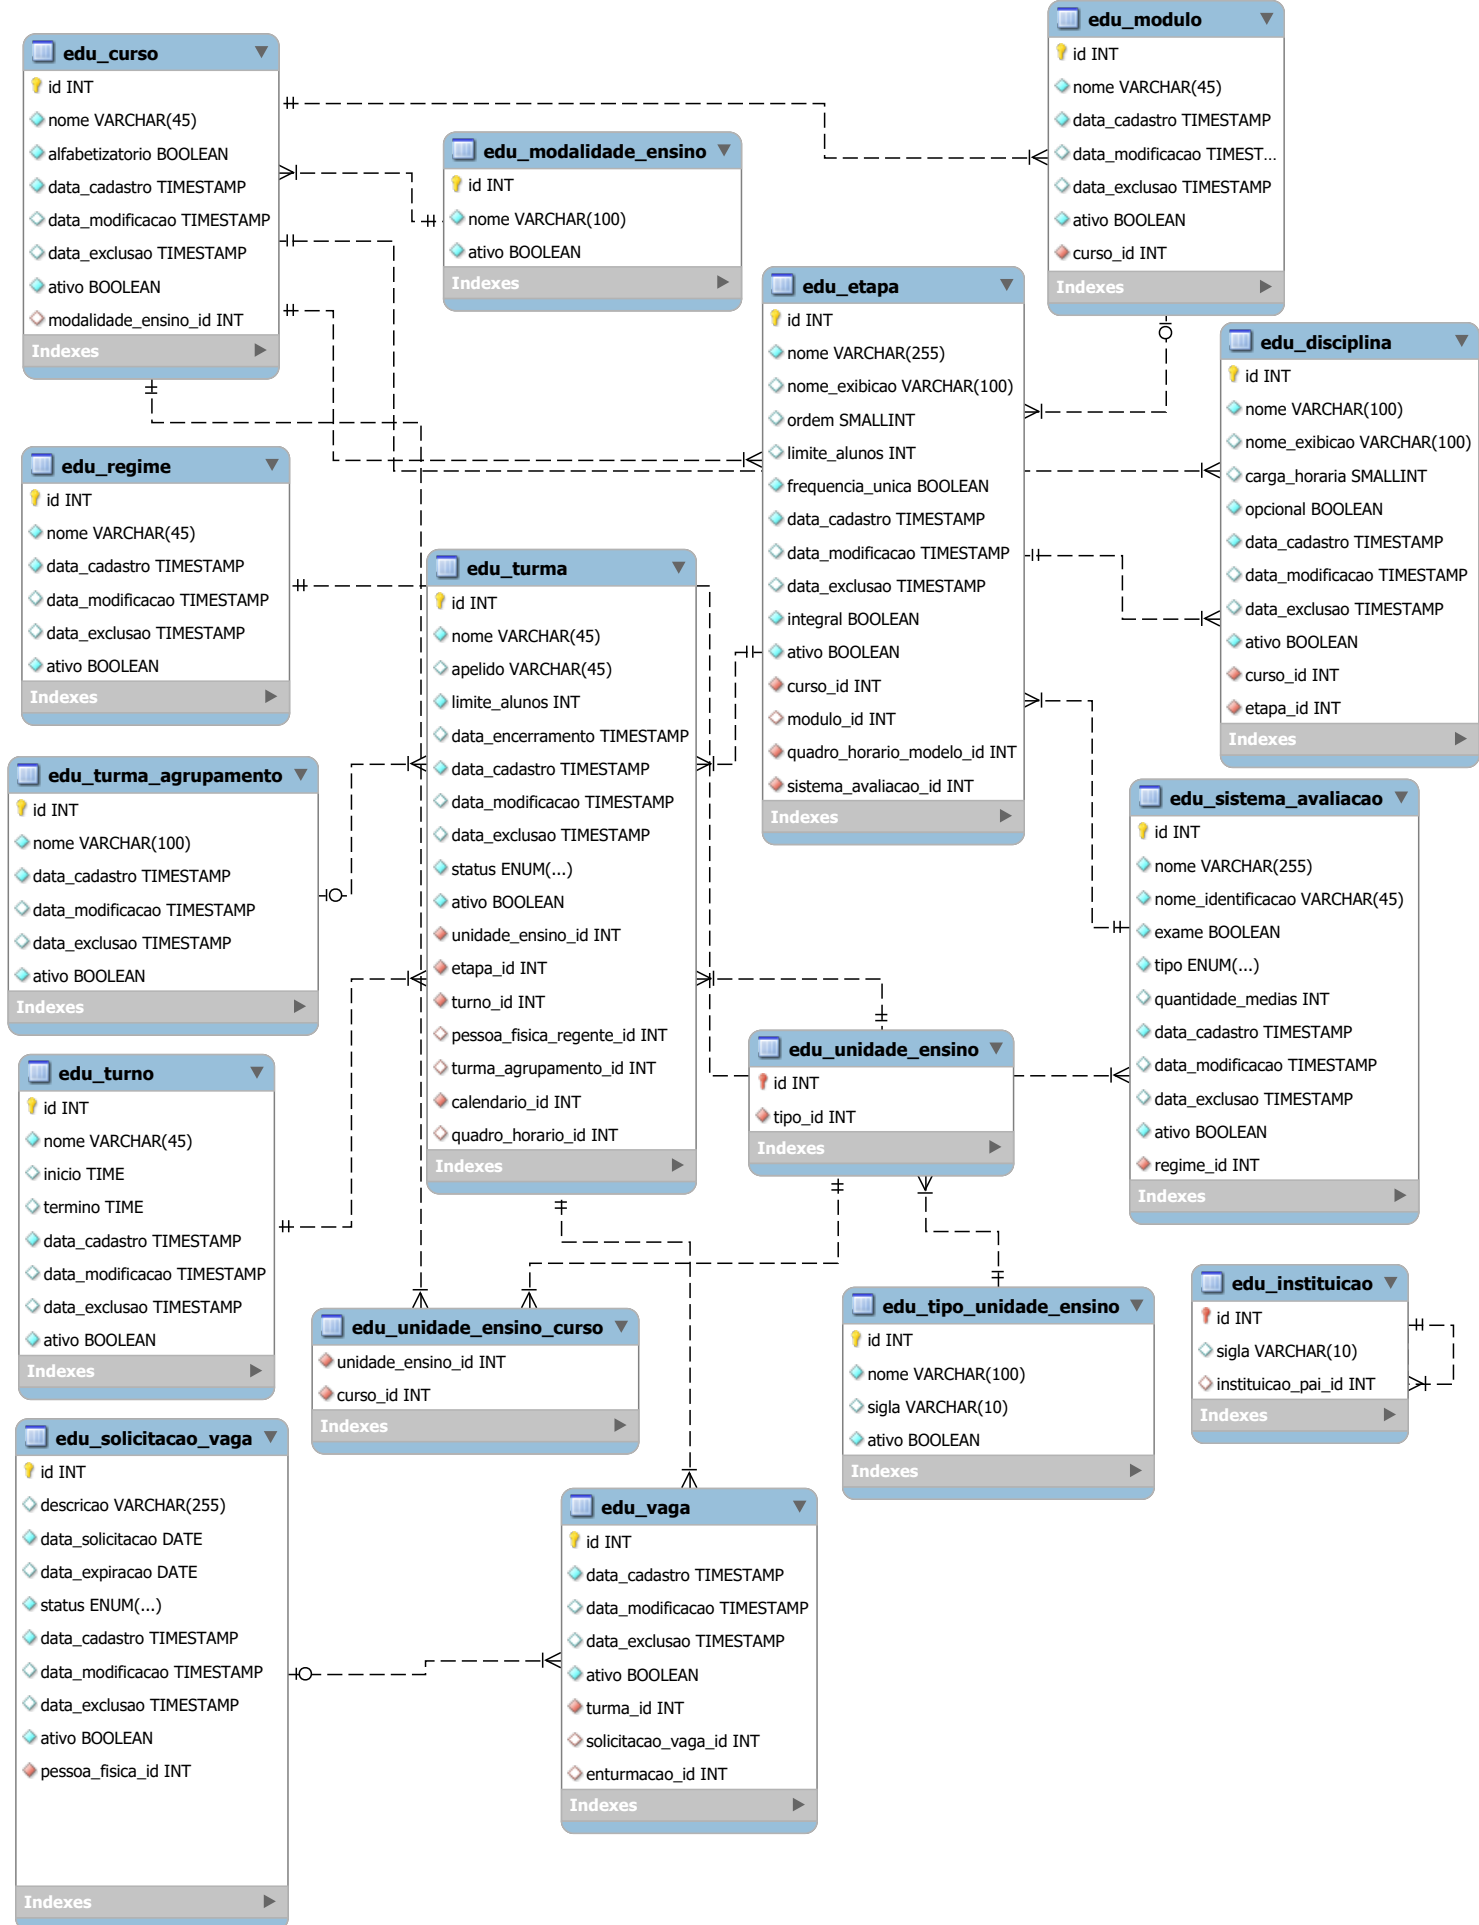 edu_curso
id INT
nome VARCHAR(45)
alfabetizatorio BOOLEAN
data_cadastro TIMESTAMP
data_modificacao TIMESTAMP
data_exclusao TIMESTAMP
ativo BOOLEAN
modalidade_ensino_id INT
Indexes
edu_modalidade_ensino
id INT
nome VARCHAR(100)
ativo BOOLEAN
Indexes
edu_modulo
id INT
nome VARCHAR(45)
data_cadastro TIMESTAMP
data_modificacao TIMEST...
data_exclusao TIMESTAMP
ativo BOOLEAN
curso_id INT
Indexes
edu_etapa
id INT
nome VARCHAR(255)
nome_exibicao VARCHAR(100)
ordem SMALLINT
limite_alunos INT
frequencia_unica BOOLEAN
data_cadastro TIMESTAMP
data_modificacao TIMESTAMP
data_exclusao TIMESTAMP
integral BOOLEAN
ativo BOOLEAN
curso_id INT
modulo_id INT
quadro_horario_modelo_id INT
sistema_avaliacao_id INT
Indexes
edu_disciplina
id INT
nome VARCHAR(100)
nome_exibicao VARCHAR(100)
carga_horaria SMALLINT
opcional BOOLEAN
data_cadastro TIMESTAMP
data_modificacao TIMESTAMP
data_exclusao TIMESTAMP
ativo BOOLEAN
curso_id INT
etapa_id INT
Indexes
edu_regime
id INT
nome VARCHAR(45)
data_cadastro TIMESTAMP
data_modificacao TIMESTAMP
data_exclusao TIMESTAMP
ativo BOOLEAN
Indexes
edu_turma
id INT
nome VARCHAR(45)
apelido VARCHAR(45)
limite_alunos INT
data_encerramento TIMESTAMP
data_cadastro TIMESTAMP
data_modificacao TIMESTAMP
data_exclusao TIMESTAMP
status ENUM(...)
ativo BOOLEAN
unidade_ensino_id INT
etapa_id INT
turno_id INT
pessoa_fisica_regente_id INT
turma_agrupamento_id INT
calendario_id INT
quadro_horario_id INT
Indexes
edu_turma_agrupamento
id INT
nome VARCHAR(100)
data_cadastro TIMESTAMP
data_modificacao TIMESTAMP
data_exclusao TIMESTAMP
ativo BOOLEAN
Indexes
edu_sistema_avaliacao
id INT
nome VARCHAR(255)
nome_identificacao VARCHAR(45)
exame BOOLEAN
tipo ENUM(...)
quantidade_medias INT
data_cadastro TIMESTAMP
data_modificacao TIMESTAMP
data_exclusao TIMESTAMP
ativo BOOLEAN
regime_id INT
Indexes
edu_turno
id INT
nome VARCHAR(45)
inicio TIME
termino TIME
data_cadastro TIMESTAMP
data_modificacao TIMESTAMP
data_exclusao TIMESTAMP
ativo BOOLEAN
Indexes
edu_unidade_ensino
id INT
tipo_id INT
Indexes
edu_unidade_ensino_curso
unidade_ensino_id INT
curso_id INT
Indexes
edu_tipo_unidade_ensino
id INT
nome VARCHAR(100)
sigla VARCHAR(10)
ativo BOOLEAN
Indexes
edu_instituicao
id INT
sigla VARCHAR(10)
instituicao_pai_id INT
Indexes
edu_solicitacao_vaga
id INT
descricao VARCHAR(255)
data_solicitacao DATE
data_expiracao DATE
status ENUM(...)
data_cadastro TIMESTAMP
data_modificacao TIMESTAMP
data_exclusao TIMESTAMP
ativo BOOLEAN
pessoa_fisica_id INT
Indexes
edu_vaga
id INT
data_cadastro TIMESTAMP
data_modificacao TIMESTAMP
data_exclusao TIMESTAMP
ativo BOOLEAN
turma_id INT
solicitacao_vaga_id INT
enturmacao_id INT
Indexes